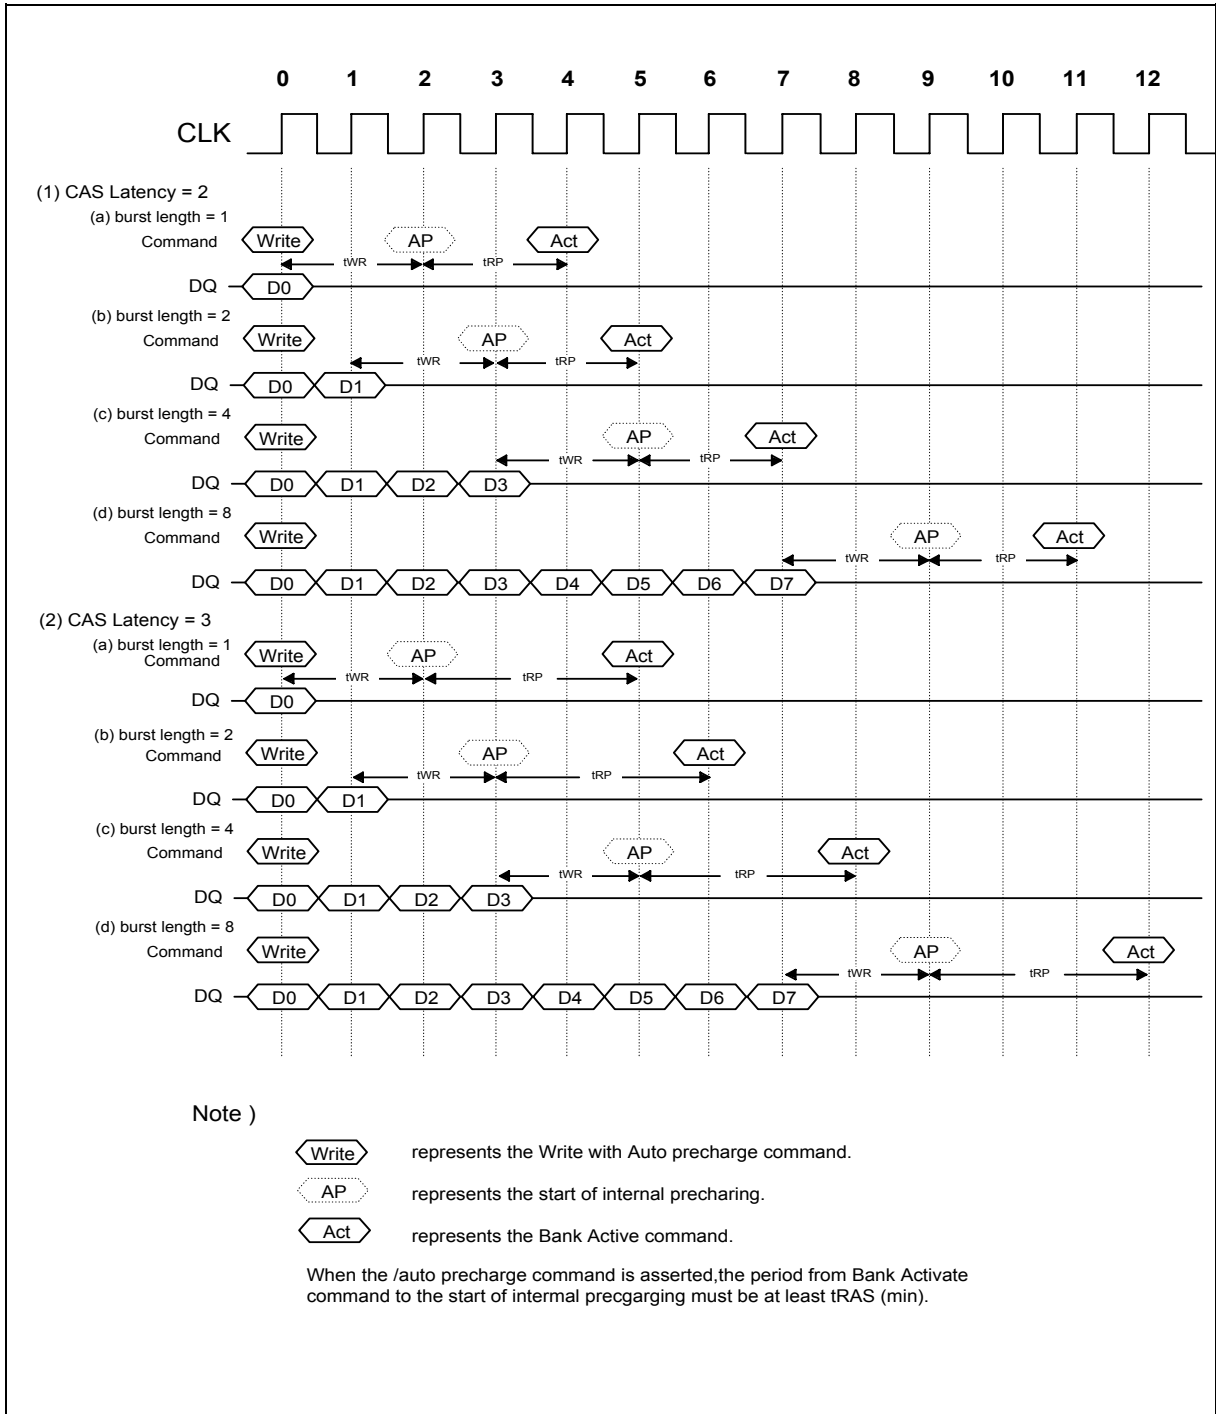 0 1 2 3 4 5 6 7 8 9 10 11 12
CLK
(1) CAS Latency = 2
(a) burst length = 1
Command Write AP Act
tWR tRP
DQ D0
(b) burst length = 2
Command Write AP Act
tWR tRP
DQ D0 D1
(c) burst length = 4
Command Write AP Act
tWR tRP
DQ D0 D1 D2 D3
(d) burst length = 8
Command Write AP Act
tWR tRP
DQ D0 D1 D2 D3 D4 D5 D6 D7
(2) CAS Latency = 3
(a) burst length = 1
Command Write AP Act
tWR tRP
DQ D0
(b) burst length = 2
Command Write AP Act
tWR tRP
DQ D0 D1
(c) burst length = 4
Command Write AP Act
tWR tRP
DQ D0 D1 D2 D3
(d) burst length = 8
Command Write AP Act
tWR tRP
DQ D0 D1 D2 D3 D4 D5 D6 D7
Note )
Write represents the Write with Auto precharge command.
AP represents the start of internal precharing.
Act represents the Bank Active command.
When the /auto precharge command is asserted,the period from Bank Activate
command to the start of intermal precgarging must be at least tRAS (min).